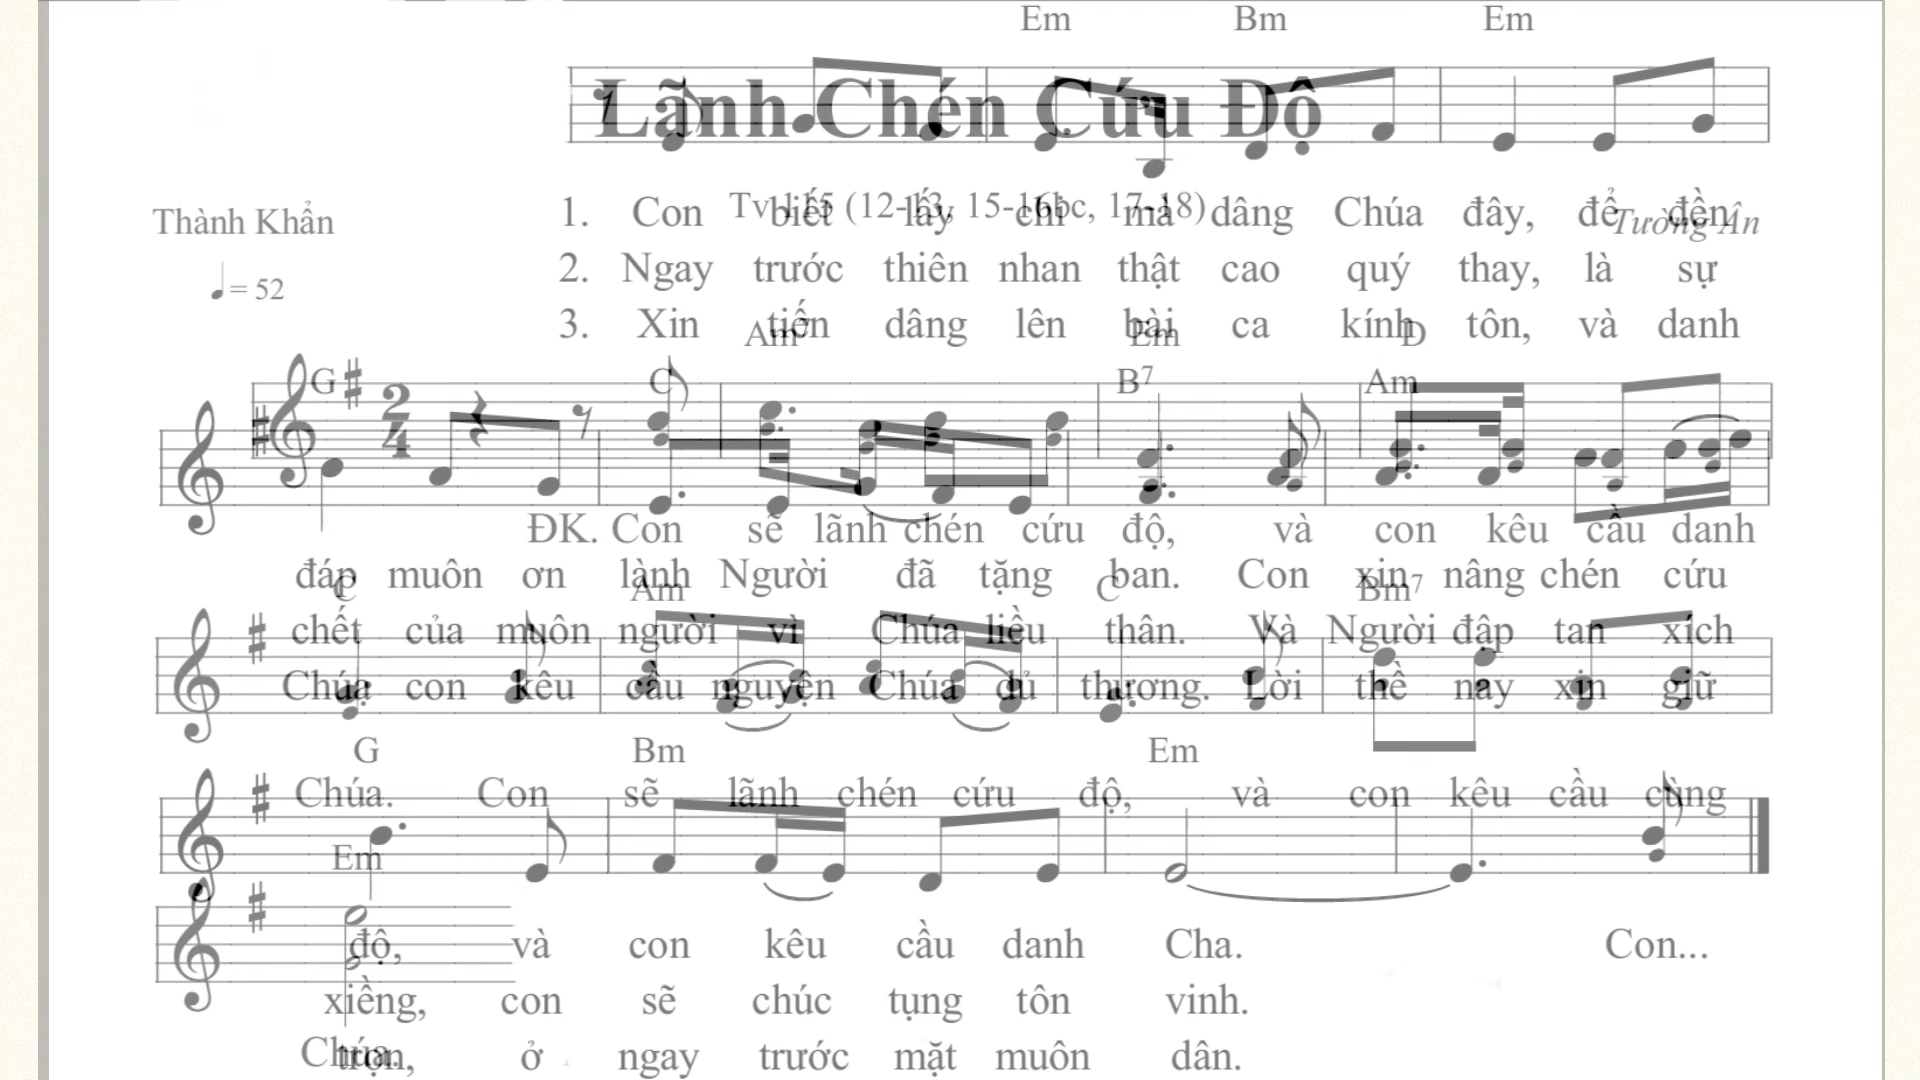 Em Bm Em
Lãnh Chén Cứu Độ
Tv 115 (12-13, 15-16bc, 17-18)
1. Con biết lấy chi mà dâng Chúa đây, để đền
Thành Khẩn
Tường Ân
2. Ngay trước thiên nhan thật cao quý thay, là sự
= 52
3. Xin tiến dâng lên bài ca kính tôn, và danh
Am7 Em D
G C B7 Am
2
4
ĐK. Con sẽ lãnh chén cứu độ, và con kêu cầu danh
đáp muôn ơn lành Người đã tặng ban. Con xin nâng chén cứu
C Am C Bm7
chết của muôn người vì Chúa liều thân. Và Người đập tan xích
Chúa con kêu cầu nguyện Chúa đủ thương. Lời thề này xin giữ
G Bm Em
Chúa. Con sẽ lãnh chén cứu độ, và con kêu cầu cùng
Em
độ, và con kêu cầu danh Cha. Con...
xiềng, con sẽ chúc tụng tôn vinh.
Chúa.
trọn, ở ngay trước mặt muôn dân.